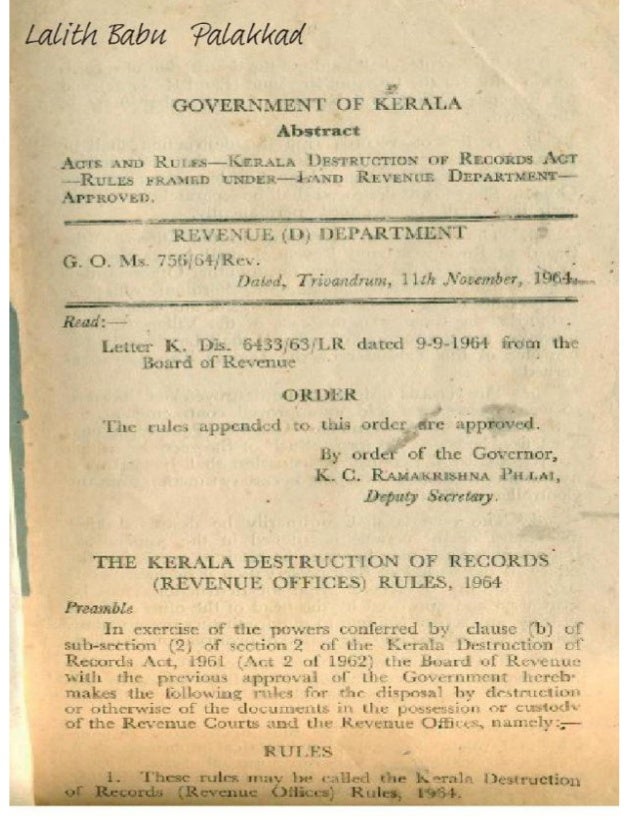 Lalith Babu Palakkad
GOVERNMENT OF KERALA
Abstract
ACTS AND RULES—KERALA DESTRUCTION OF RECORDS ACT
—RULES FRAMED UNDER—LAND REVENUE DEPARTMENT—
APPROVED.
REVENUE (D) DEPARTMENT
G. O. Ms. 756/64/Rev.
Dated, Trivandrum, 11th November, 1964.
Read:—
Letter K. Dis. 6433/63/LR dated 9-9-1964 from the
Board of Revenue
ORDER
The rules appended to this order are approved.
By order of the Governor,
K. C. RAMAKRISHNA PILLAI,
Deputy Secretary.
THE KERALA DESTRUCTION OF RECORDS
(REVENUE OFFICES) RULES, 1964
Preamble
In exercise of the powers conferred by clause (b) of
sub-section (2) of section 2 of the Kerala Destruction of
Records Act, 1961 (Act 2 of 1962) the Board of Revenue
with the previous approval of the Government hereb-
makes the following rules for the disposal by destruction
or otherwise of the documents in the possession or custody
of the Revenue Courts and the Revenue Offices, namely:—
RULES
1. These rules may be called the Kerala Destruction
of Records (Revenue Offices) Rules, 1964.